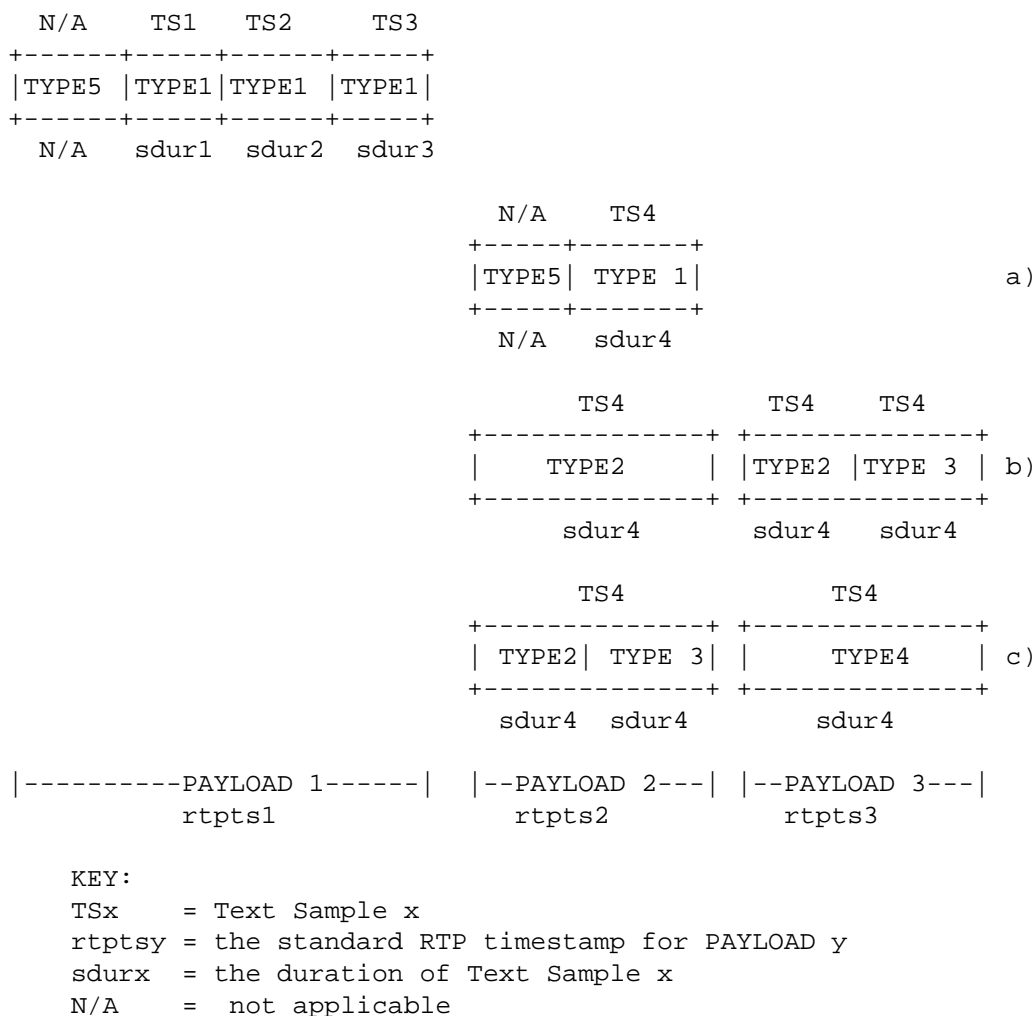 N/A     TS1    TS2      TS3
+------+-----+------+-----+
|TYPE5 |TYPE1|TYPE1 |TYPE1|
+------+-----+------+-----+
  N/A    sdur1  sdur2  sdur3
                              N/A     TS4
                            +-----+-------+
                            |TYPE5| TYPE 1|                   a)
                            +-----+-------+
                              N/A   sdur4
                                  TS4          TS4    TS4
                            +--------------+ +--------------+
                            |    TYPE2     | |TYPE2 |TYPE 3 | b)
                            +--------------+ +--------------+
                                 sdur4        sdur4   sdur4
                                  TS4              TS4
                            +--------------+ +--------------+
                            | TYPE2| TYPE 3| |     TYPE4    | c)
                            +--------------+ +--------------+
                              sdur4  sdur4        sdur4
|----------PAYLOAD 1------|  |--PAYLOAD 2---| |--PAYLOAD 3---|
          rtpts1               rtpts2           rtpts3
KEY:
TSx    = Text Sample x
rtptsy = the standard RTP timestamp for PAYLOAD y
sdurx  = the duration of Text Sample x
N/A    =  not applicable